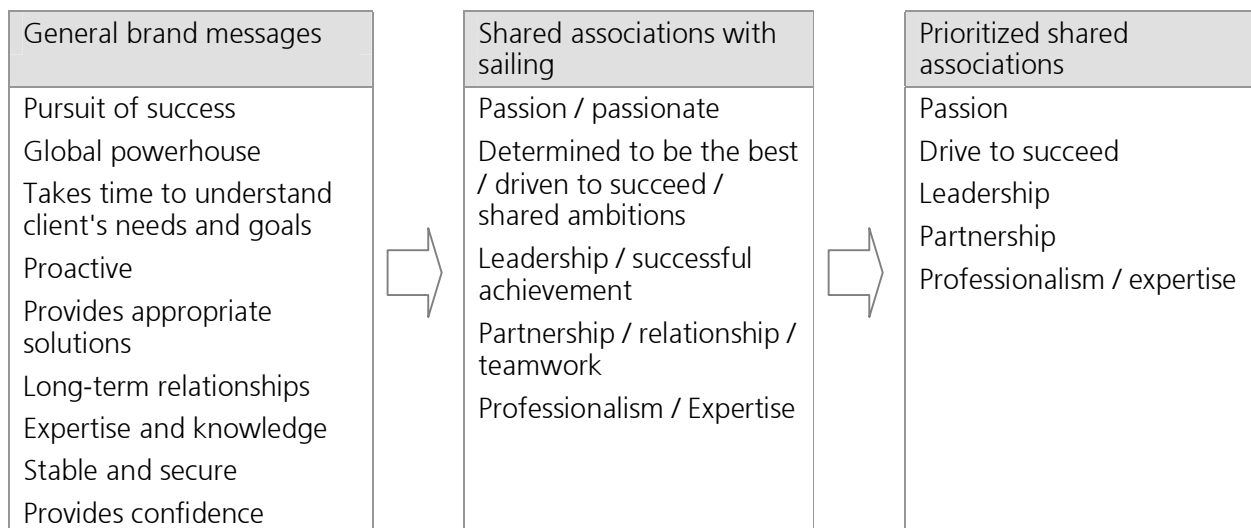 General brand messages
Pursuit of success
Global powerhouse
Takes time to understand
client's needs and goals
Proactive
Provides appropriate
solutions
Long-term relationships
Expertise and knowledge
Stable and secure
Provides confidence
Shared associations with
sailing
Passion / passionate
Determined to be the best
/ driven to succeed /
shared ambitions
Leadership / successful
achievement
Partnership / relationship /
teamwork
Professionalism / Expertise
Prioritized shared
associations
Passion
Drive to succeed
Leadership
Partnership
Professionalism / expertise